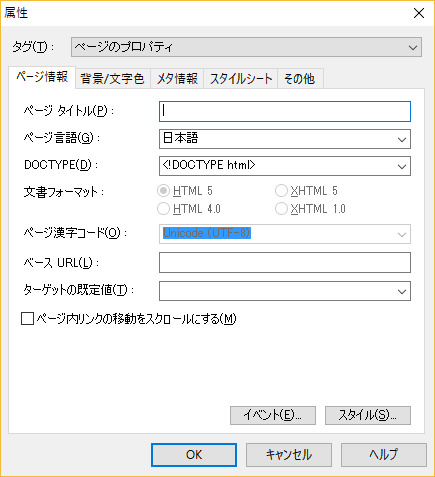 属性
タグ(T): ページのプロパティ
ページ情報 背景/文字色 メタ情報 スタイルシート その他
ページ タイトル(P):
ページ言語(G): 日本語
DOCTYPE(D): <!DOCTYPE html>
文書フォーマット: HTML 5 XHTML 5
HTML 4.0 XHTML 1.0
ページ漢字コード(O): Unicode (UTF-8)
ベース URL(L):
ターゲットの既定値(T):
ページ内リンクの移動をスクロールにする(M)
イベント(E)... スタイル(S)...
OK キャンセル ヘルプ